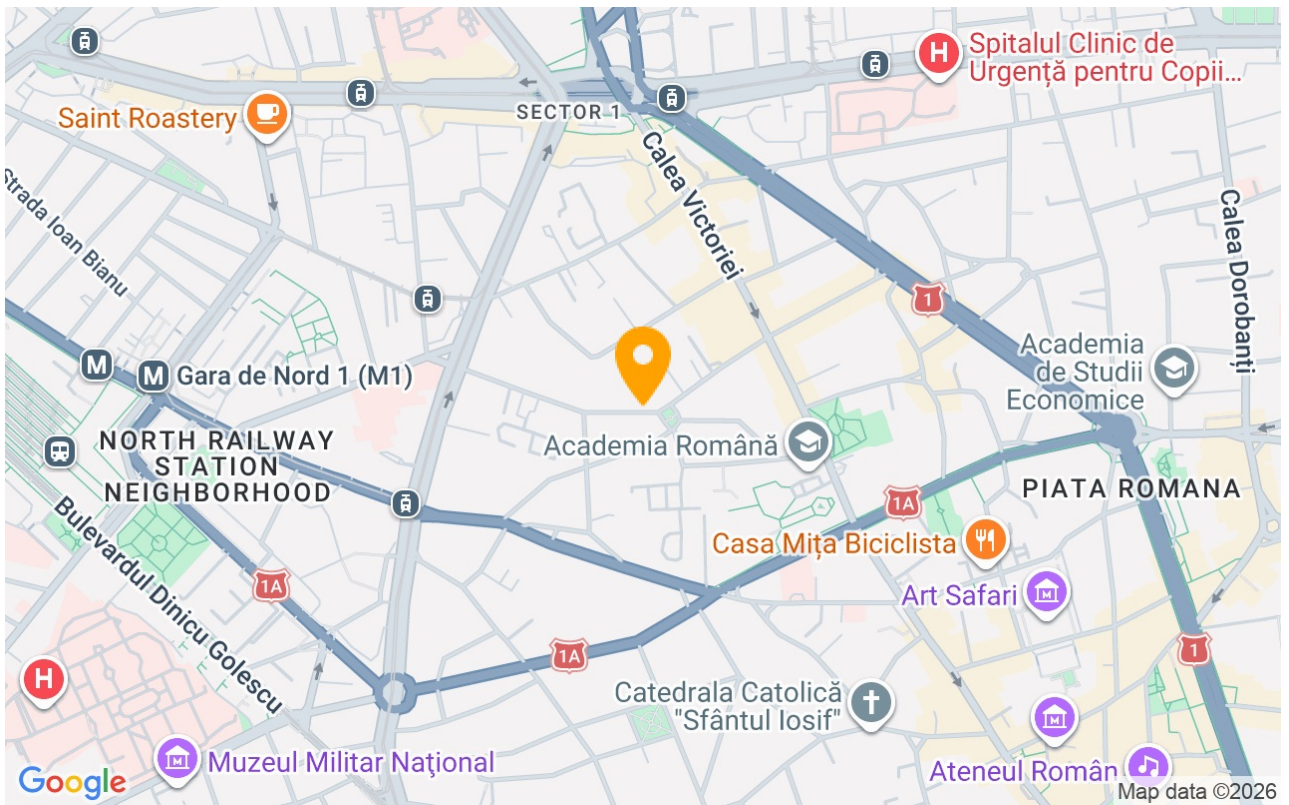 Spitalul Clinic de
Urgență pentru Copii...
H
Saint Roastery
SECTOR 1
Calea Victoriei
Strada Ioan Bianu
Calea Dorobanți
1
Academia
de Studii
Economice
M
M
Gara de Nord 1 (M1)
NORTH RAILWAY
STATION
NEIGHBORHOOD
Academia Română
PIATA ROMANA
1A
Casa Mița Biciclista
Bulevardul Dinicu Golescu
1A
Art Safari
1A
1
H
Catedrala Catolică
"Sfântul Iosif"
Muzeul Militar Naţional
Ateneul Român
Google
Map data ©2026